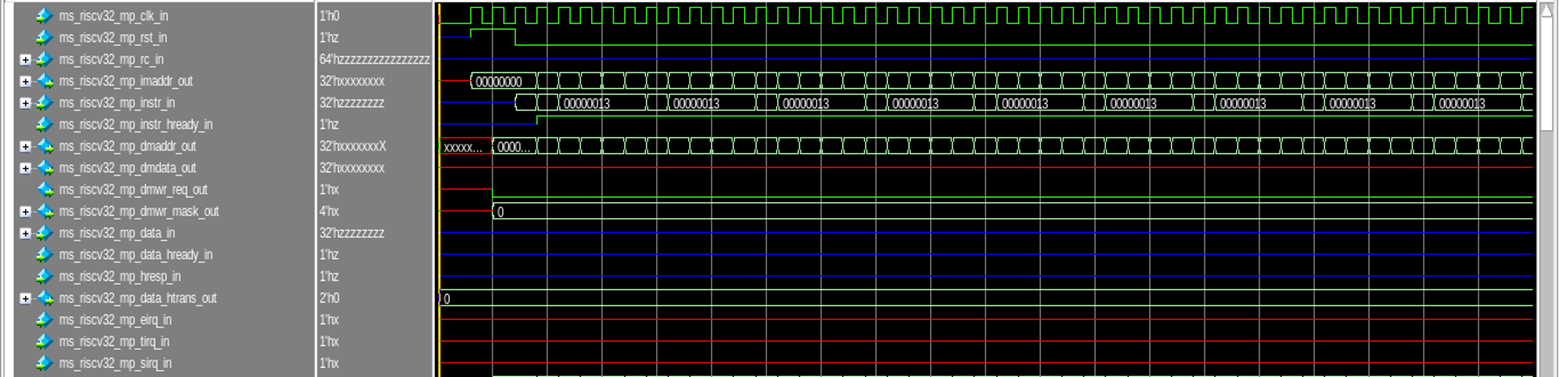 ms_riscv32_mp_clk_in 1'h0
ms_riscv32_mp_rst_in 1'hz
ms_riscv32_mp_rc_in 64'hzzzzzzzzzzzzzzzz
ms_riscv32_mp_imaddr_out 32'hxxxxxxxx 00000000
ms_riscv32_mp_instr_in 32'hzzzzzzzz 00000013 00000013 00000013 00000013 00000013 00000013 00000013 00000013 00000013
ms_riscv32_mp_instr_hready_in 1'hz
ms_riscv32_mp_dmaddr_out 32'hxxxxxxxX xxxxx... 0000...
ms_riscv32_mp_dmdata_out 32'hxxxxxxxx
ms_riscv32_mp_dmwr_req_out 1'hx
ms_riscv32_mp_dmwr_mask_out 4'hx 0
ms_riscv32_mp_data_in 32'hzzzzzzzz
ms_riscv32_mp_data_hready_in 1'hz
ms_riscv32_mp_hresp_in 1'hz
ms_riscv32_mp_data_htrans_out 2'h0 0
ms_riscv32_mp_eirq_in 1'hx
ms_riscv32_mp_tirq_in 1'hx
ms_riscv32_mp_sirq_in 1'hx